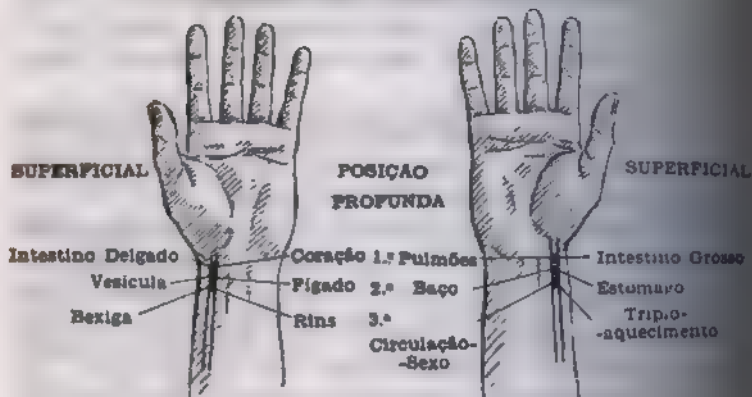 SUPERFICIAL POSIÇÃO SUPERFICIAL
PROFUNDA
Intestino Delgado Coração 1.ª Pulmões Intestino Grosso
Vesícula Fígado 2.ª Baço Estômago
Bexiga Rins 3.ª Triplo-
Circulação- -aquecimento
-Sexo